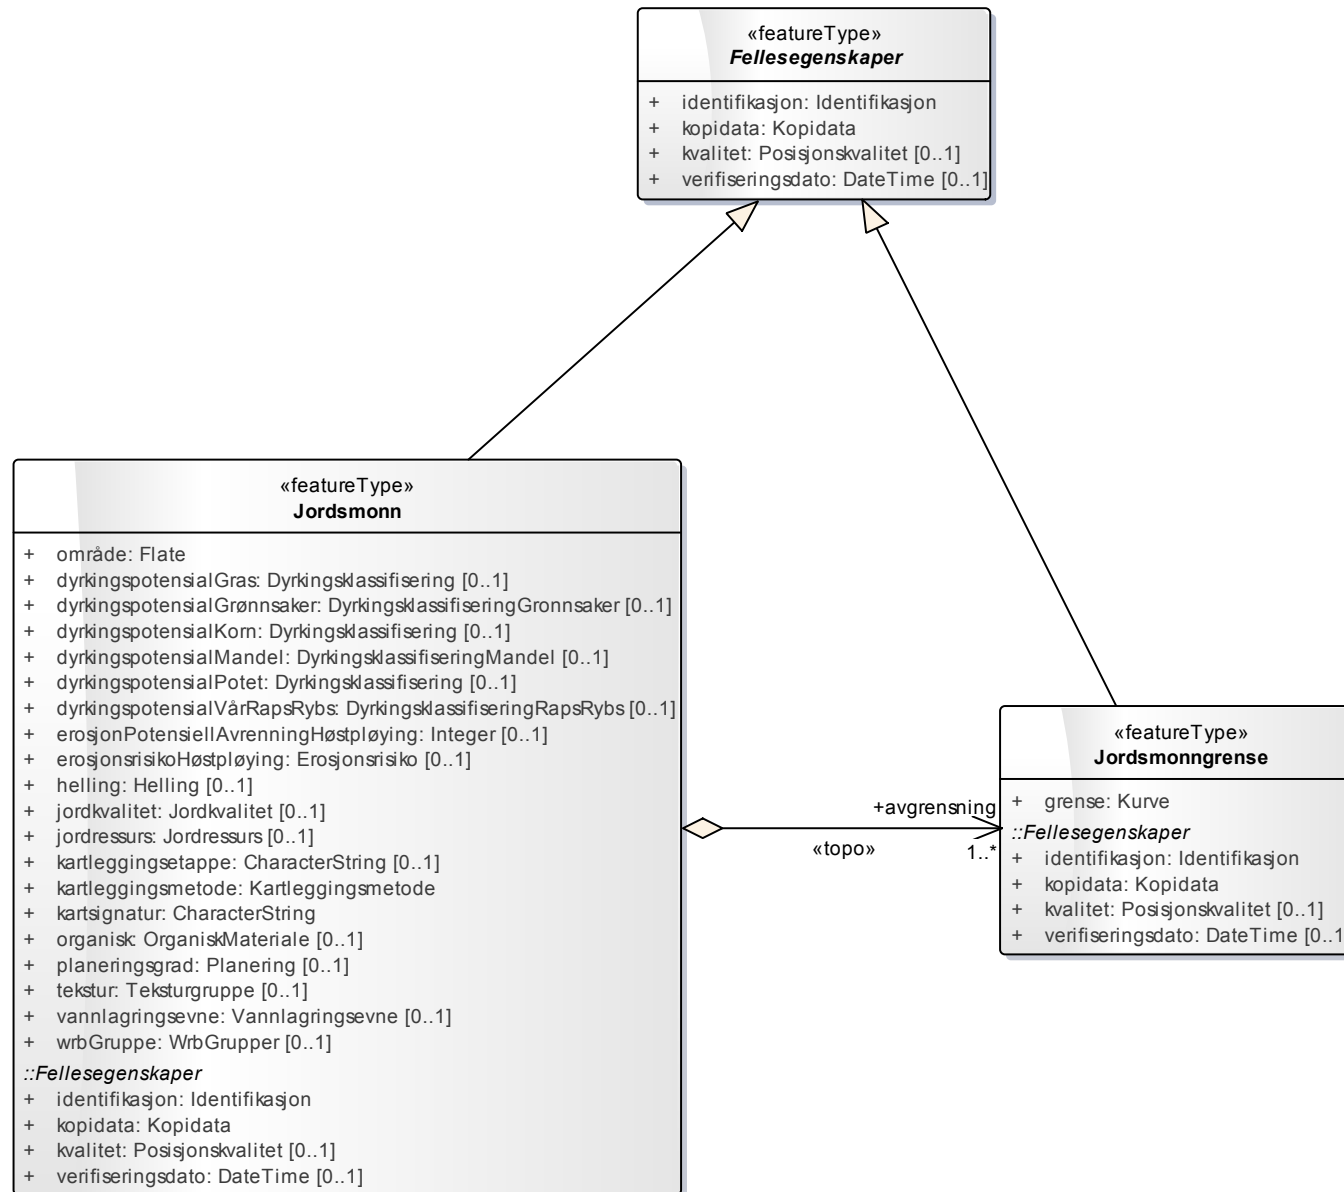 «featureType»
Fellesegenskaper
+ identifikasjon: Identifikasjon
+ kopidata: Kopidata
+ kvalitet: Posisjonskvalitet [0..1]
+ verifiseringsdato: DateTime [0..1]
«featureType»
Jordsmonn
+ område: Flate
+ dyrkingspotensialGras: Dyrkingsklassifisering [0..1]
+ dyrkingspotensialGrønnsaker: DyrkingsklassifiseringGronnsaker [0..1]
+ dyrkingspotensialKorn: Dyrkingsklassifisering [0..1]
+ dyrkingspotensialMandel: DyrkingsklassifiseringMandel [0..1]
+ dyrkingspotensialPotet: Dyrkingsklassifisering [0..1]
+ dyrkingspotensialVårRapsRybs: DyrkingsklassifiseringRapsRybs [0..1]
+ erosjonPotensiellAvrenningHøstpløying: Integer [0..1]
+ erosjonsrisikoHøstpløying: Erosjonsrisiko [0..1]
+ helling: Helling [0..1]
+ jordkvalitet: Jordkvalitet [0..1]
+ jordressurs: Jordressurs [0..1]
+ kartleggingsetappe: CharacterString [0..1]
+ kartleggingsmetode: Kartleggingsmetode
+ kartsignatur: CharacterString
+ organisk: OrganiskMateriale [0..1]
+ planeringsgrad: Planering [0..1]
+ tekstur: Teksturgruppe [0..1]
+ vannlagringsevne: Vannlagringsevne [0..1]
+ wrbGruppe: WrbGrupper [0..1]
::Fellesegenskaper
+ identifikasjon: Identifikasjon
+ kopidata: Kopidata
+ kvalitet: Posisjonskvalitet [0..1]
+ verifiseringsdato: DateTime [0..1]
+avgrensning
«topo»
1..*
«featureType»
Jordsmonngrense
+ grense: Kurve
::Fellesegenskaper
+ identifikasjon: Identifikasjon
+ kopidata: Kopidata
+ kvalitet: Posisjonskvalitet [0..1]
+ verifiseringsdato: DateTime [0..1